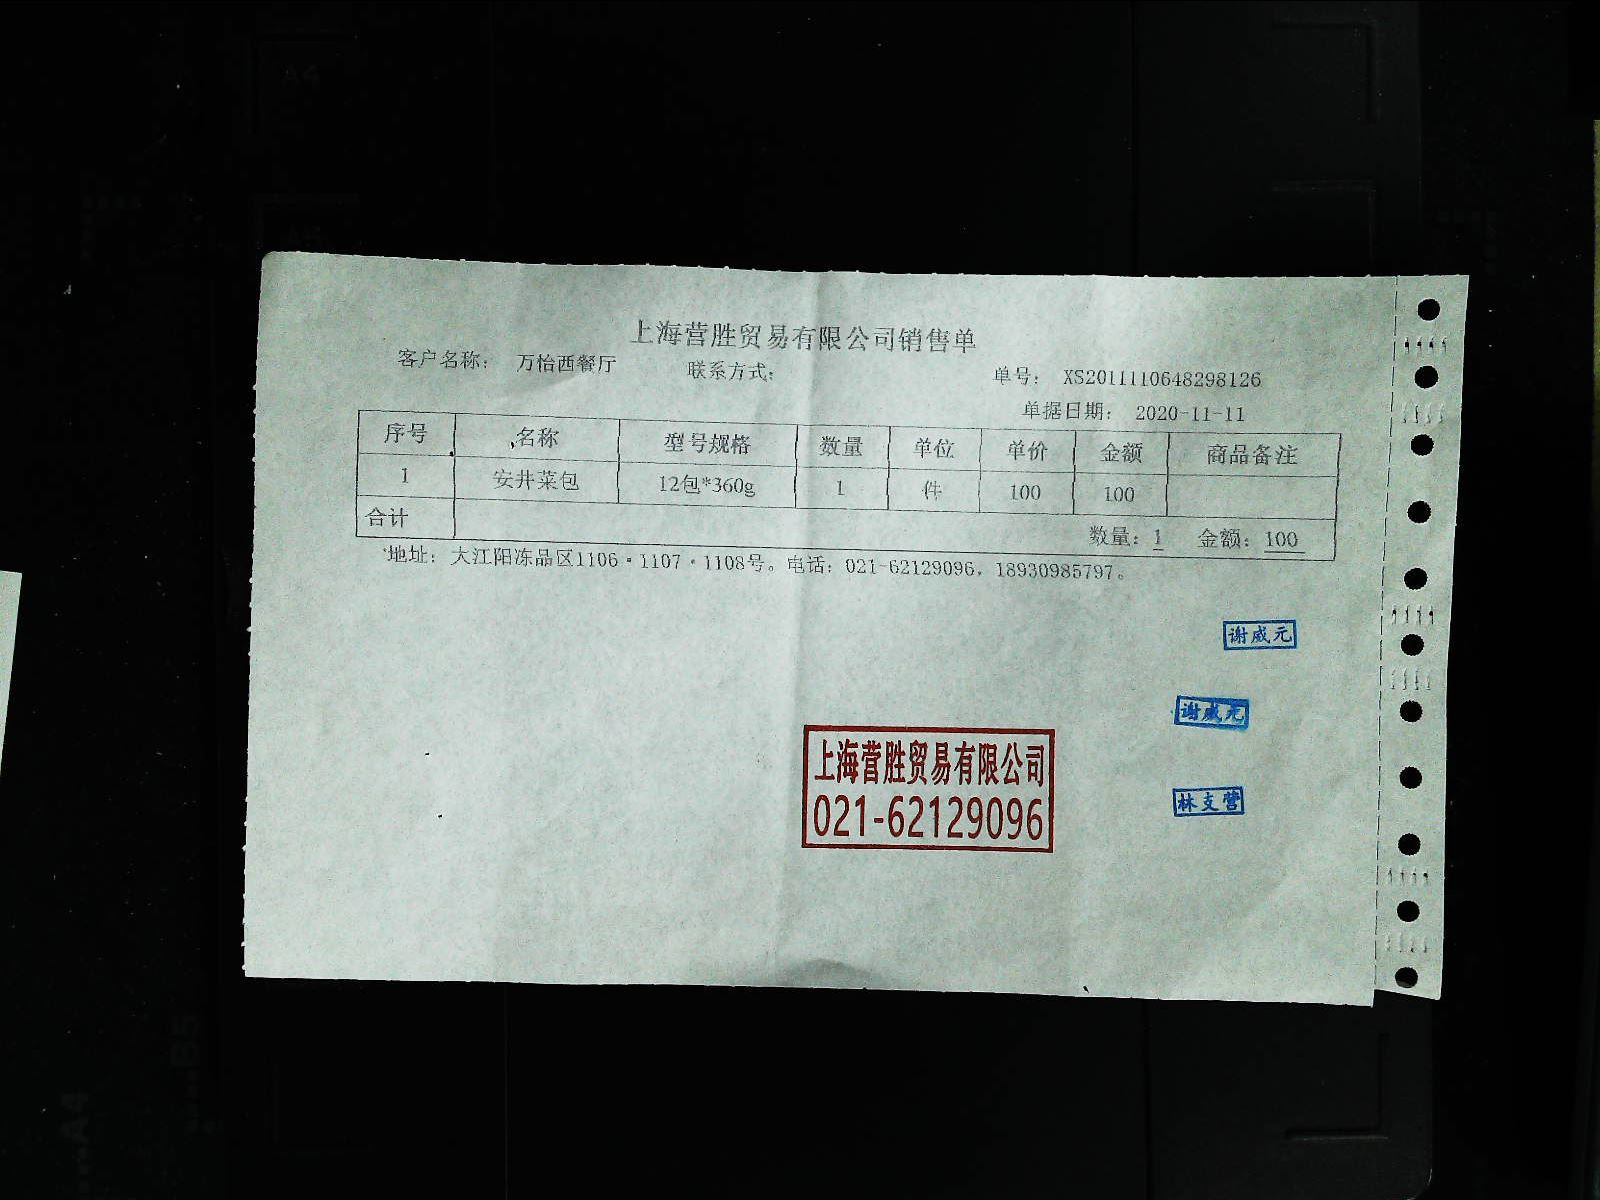 上海营胜贸易有限公司销售单
客户名称： 万怡西餐厅 联系方式： 单号： XS2011110648298126
单据日期： 2020-11-11
序号 名称 型号规格 数量 单位 单价 金额 商品备注
1 安井菜包 12包*360g 1 件 100 100
合计 数量：1 金额：100
地址：大江阳冻品区1106·1107·1108号。电话：021-62129096，18930985797。
谢威元
谢威元
上海营胜贸易有限公司
021-62129096
林支营
A4
B5
A4